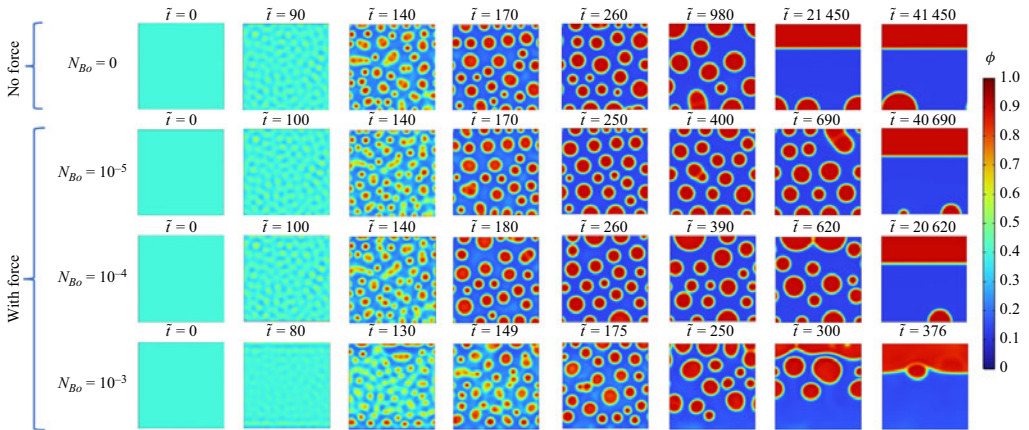 t̃ = 0 t̃ = 90 t̃ = 140 t̃ = 170 t̃ = 260 t̃ = 980 t̃ = 21 450 t̃ = 41 450
No force
N_Bo = 0
ϕ
1.0
0.9
0.8
0.7
0.6
0.5
0.4
0.3
0.2
0.1
0
t̃ = 0 t̃ = 100 t̃ = 140 t̃ = 170 t̃ = 250 t̃ = 400 t̃ = 690 t̃ = 40 690
With force
N_Bo = 10⁻⁵
t̃ = 0 t̃ = 100 t̃ = 140 t̃ = 180 t̃ = 260 t̃ = 390 t̃ = 620 t̃ = 20 620
N_Bo = 10⁻⁴
t̃ = 0 t̃ = 80 t̃ = 130 t̃ = 149 t̃ = 175 t̃ = 250 t̃ = 300 t̃ = 376
N_Bo = 10⁻³